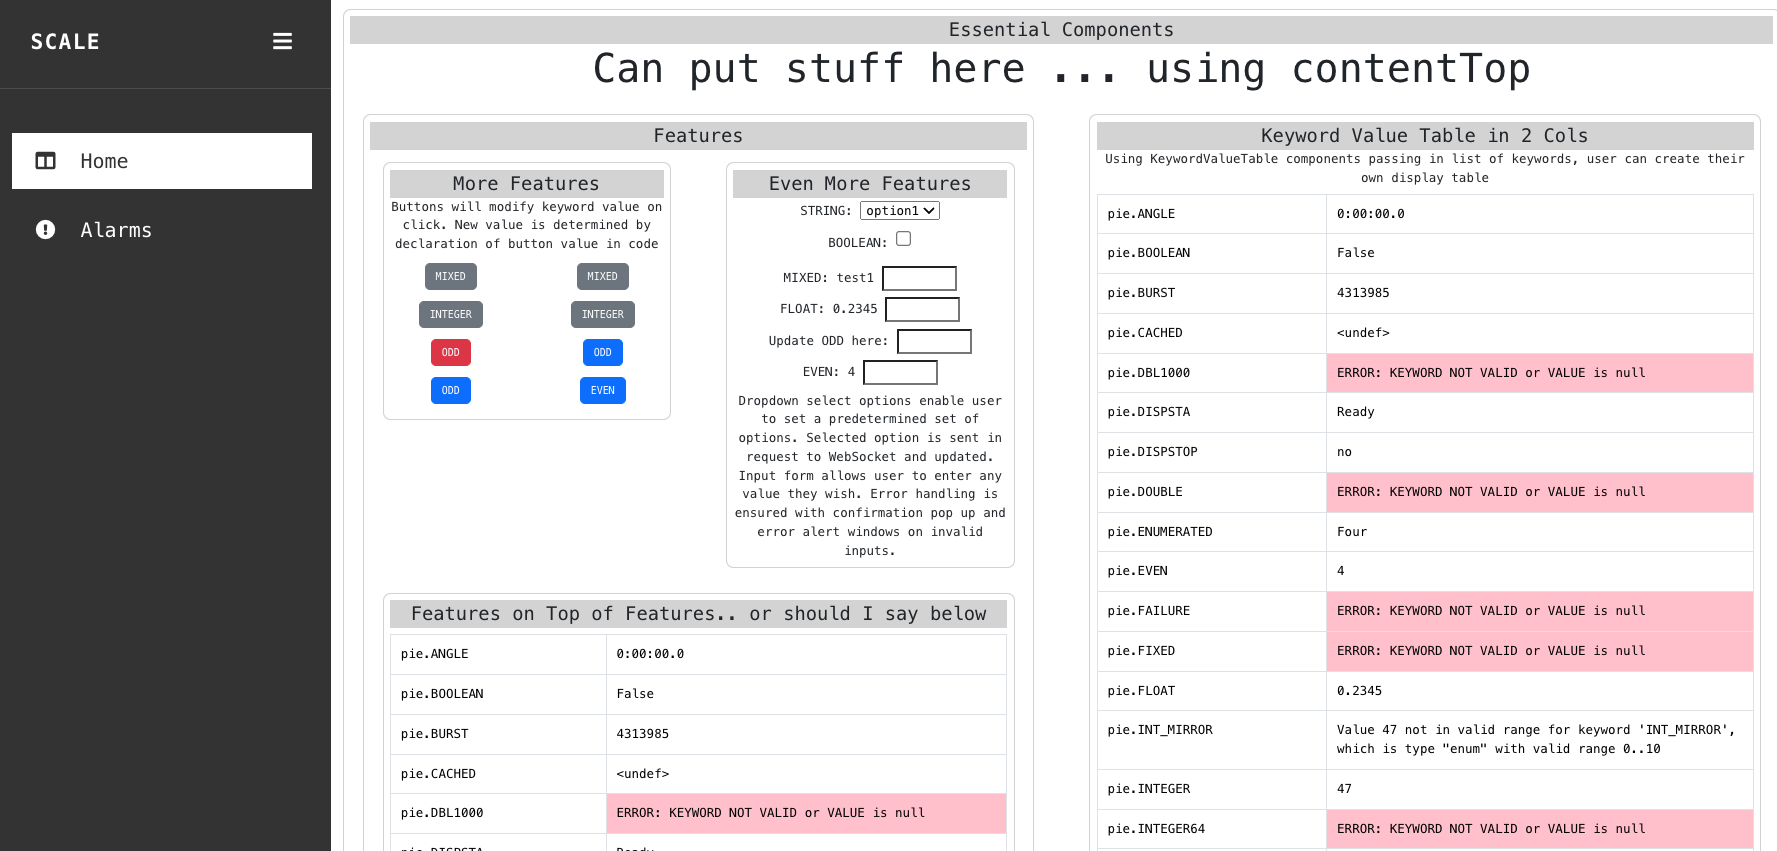 SCALE
Home
Alarms
Essential Components
Can put stuff here ... using contentTop
Features
More Features
Buttons will modify keyword value on
click. New value is determined by
declaration of button value in code
MIXED MIXED
INTEGER INTEGER
ODD ODD
ODD EVEN
Even More Features
STRING: option1
BOOLEAN:
MIXED: test1
FLOAT: 0.2345
Update ODD here:
EVEN: 4
Dropdown select options enable user
to set a predetermined set of
options. Selected option is sent in
request to WebSocket and updated.
Input form allows user to enter any
value they wish. Error handling is
ensured with confirmation pop up and
error alert windows on invalid
inputs.
Features on Top of Features.. or should I say below
pie.ANGLE 0:00:00.0
pie.BOOLEAN False
pie.BURST 4313985
pie.CACHED <undef>
pie.DBL1000 ERROR: KEYWORD NOT VALID or VALUE is null
pie.DISPSTA Ready
Keyword Value Table in 2 Cols
Using KeywordValueTable components passing in list of keywords, user can create their
own display table
pie.ANGLE 0:00:00.0
pie.BOOLEAN False
pie.BURST 4313985
pie.CACHED <undef>
pie.DBL1000 ERROR: KEYWORD NOT VALID or VALUE is null
pie.DISPSTA Ready
pie.DISPSTOP no
pie.DOUBLE ERROR: KEYWORD NOT VALID or VALUE is null
pie.ENUMERATED Four
pie.EVEN 4
pie.FAILURE ERROR: KEYWORD NOT VALID or VALUE is null
pie.FIXED ERROR: KEYWORD NOT VALID or VALUE is null
pie.FLOAT 0.2345
pie.INT_MIRROR Value 47 not in valid range for keyword 'INT_MIRROR',
which is type "enum" with valid range 0..10
pie.INTEGER 47
pie.INTEGER64 ERROR: KEYWORD NOT VALID or VALUE is null